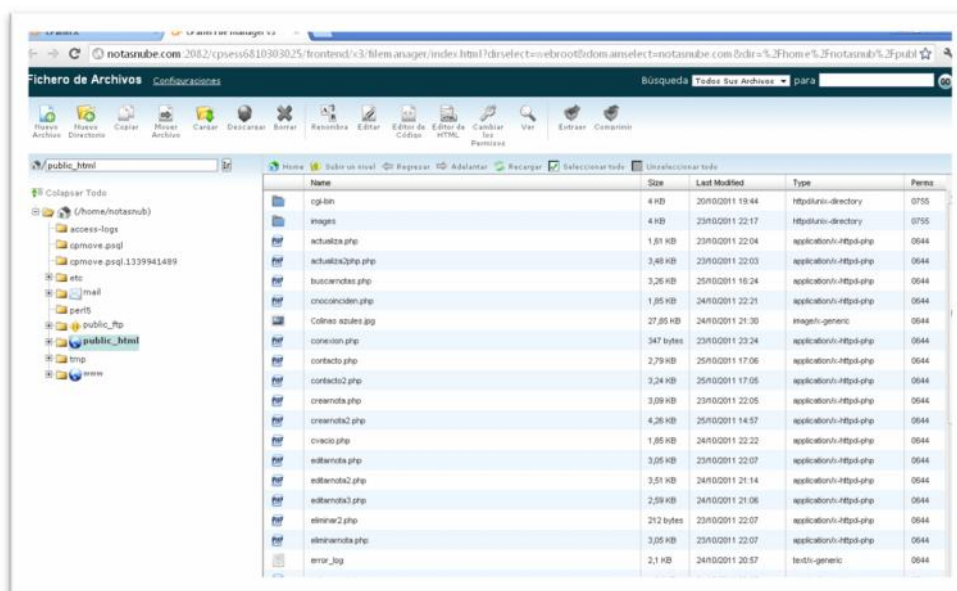 cPanel File Manager v3
notasnube.com:2082/cpsess6810303025/frontend/x3/filemanager/index.html?dirselect=webroot&domainselect=notasnube.com&dir=%2Fhome%2Fnotasnub%2Fpubl
Fichero de Archivos Configuraciones Búsqueda Todos Sus Archivos para GO
Nuevo Archivo Nuevo Directorio Copiar Mover Archivo Cargar Descargar Borrar Renombra Editar Editor de Código Editor de HTML Cambiar los Permisos Ver Extraer Comprimir
/public_html Ir
Home Subir un nivel Regresar Adelantar Recargar Seleccionar todo Unseleccionar todo
Colapsar Todo
(/home/notasnub)
access-logs
cpmove.psql
cpmove.psql.1339941489
etc
mail
perl5
public_ftp
public_html
tmp
www
Name Size Last Modified Type Perms
cgi-bin 4 KB 20/10/2011 19:44 httpd/unix-directory 0755
images 4 KB 23/10/2011 22:17 httpd/unix-directory 0755
actualiza.php 1,61 KB 23/10/2011 22:04 application/x-httpd-php 0644
actualiza2php.php 3,48 KB 23/10/2011 22:03 application/x-httpd-php 0644
buscarnotas.php 3,26 KB 25/10/2011 16:24 application/x-httpd-php 0644
cnocoinciden.php 1,85 KB 24/10/2011 22:21 application/x-httpd-php 0644
Colinas azules.jpg 27,85 KB 24/10/2011 21:30 image/x-generic 0644
conexion.php 347 bytes 23/10/2011 23:24 application/x-httpd-php 0644
contacto.php 2,79 KB 25/10/2011 17:06 application/x-httpd-php 0644
contacto2.php 3,24 KB 25/10/2011 17:05 application/x-httpd-php 0644
crearnota.php 3,09 KB 23/10/2011 22:05 application/x-httpd-php 0644
crearnota2.php 4,26 KB 25/10/2011 14:57 application/x-httpd-php 0644
cvacio.php 1,85 KB 24/10/2011 22:22 application/x-httpd-php 0644
editarnota.php 3,05 KB 23/10/2011 22:07 application/x-httpd-php 0644
editarnota2.php 3,51 KB 24/10/2011 21:14 application/x-httpd-php 0644
editarnota3.php 2,59 KB 24/10/2011 21:06 application/x-httpd-php 0644
eliminar2.php 212 bytes 23/10/2011 22:07 application/x-httpd-php 0644
eliminarnota.php 3,05 KB 23/10/2011 22:07 application/x-httpd-php 0644
error_log 2,1 KB 24/10/2011 20:57 text/x-generic 0644